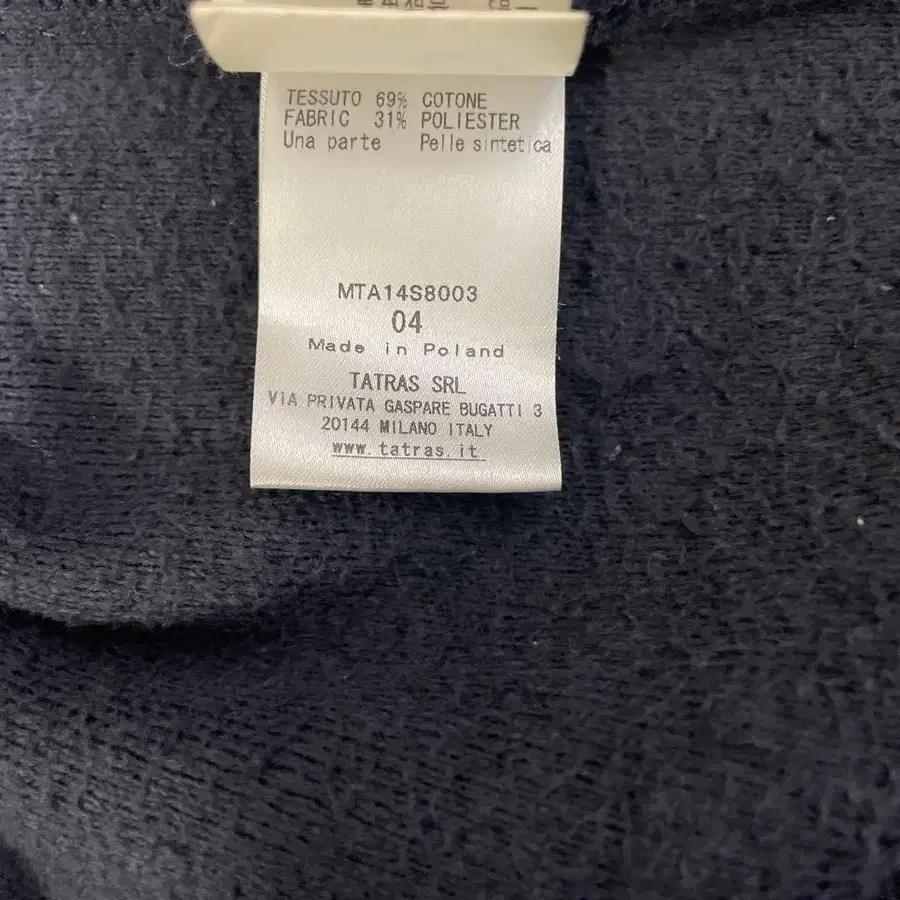 TESSUTO 69% COTONE
FABRIC 31% POLIESTER
Una parte Pelle sintetica
MTA14S8003
04
Made in Poland
TATRAS SRL
VIA PRIVATA GASPARE BUGATTI 3
20144 MILANO ITALY
www.tatras.it